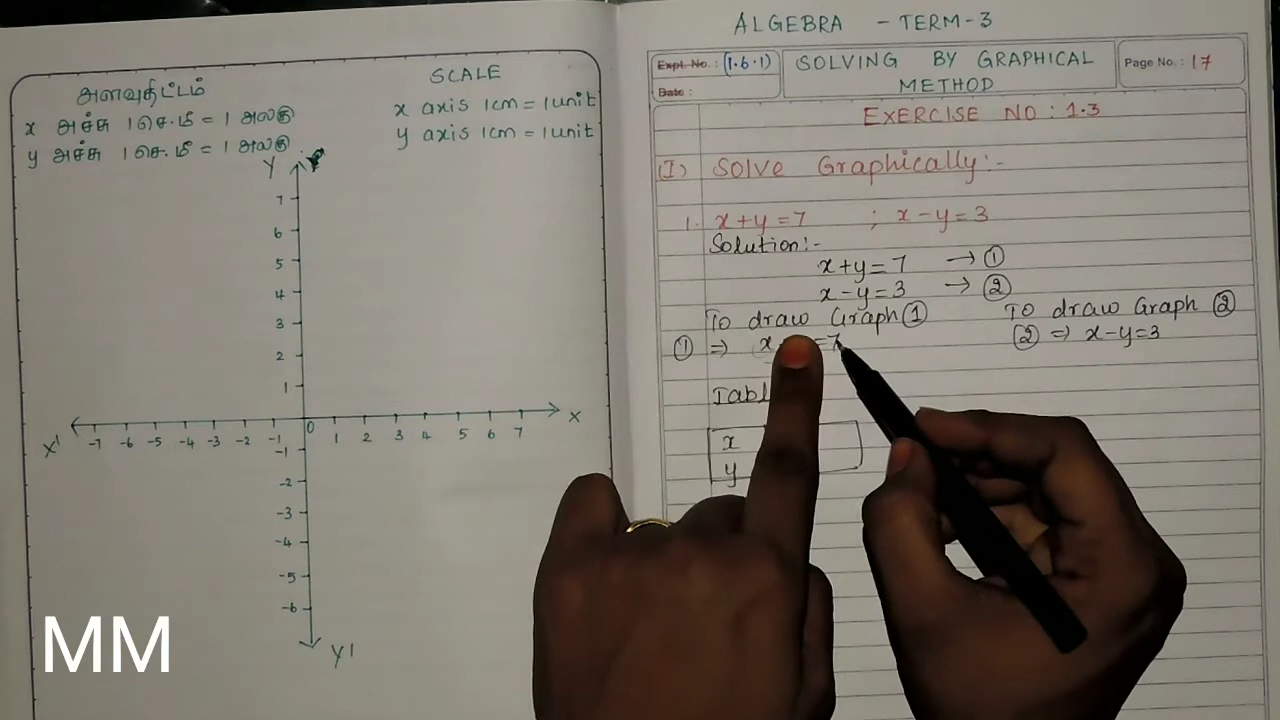 அளவுதிட்டம்
x அச்சு 1செ.மீ = 1 அலகு
y அச்சு 1செ.மீ = 1 அலகு
SCALE
x axis 1cm = 1unit
y axis 1cm = 1unit
Y
7
6
5
4
3
2
1
X' -7 -6 -5 -4 -3 -2 -1 0 1 2 3 4 5 6 7 X
-1
-2
-3
-4
-5
-6
Y'
MM
ALGEBRA - TERM-3
Expt. No. : (1.6.1) SOLVING BY GRAPHICAL METHOD Page No. : 17
Date :
EXERCISE NO : 1.3
(I) Solve Graphically:-
1. x+y=7 ; x-y=3
Solution:-
x+y=7 → ①
x-y=3 → ②
To draw Graph ① To draw Graph ②
① ⇒ x =7 ② ⇒ x-y=3
x
y